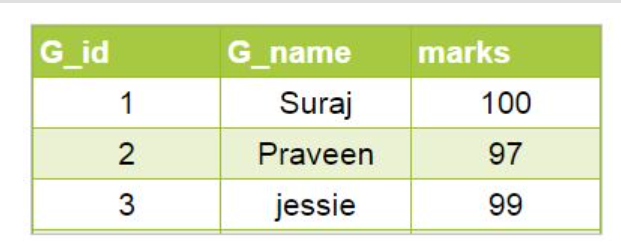 G_id G_name marks
1 Suraj 100
2 Praveen 97
3 jessie 99